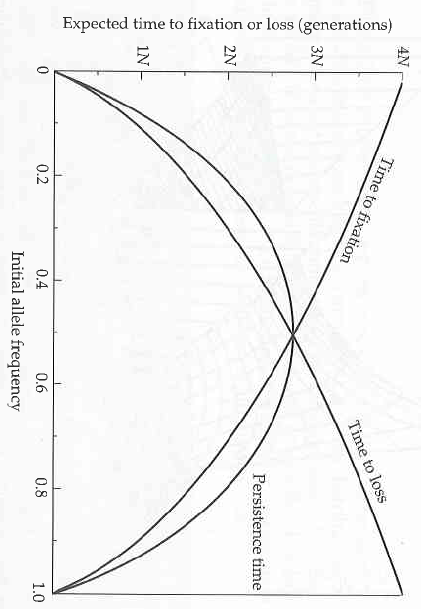 Expected time to fixation or loss (generations)
1N
2N
3N
4N
0
0.2
0.4
0.6
0.8
1.0
Time to fixation
Time to loss
Persistence time
Initial allele frequency